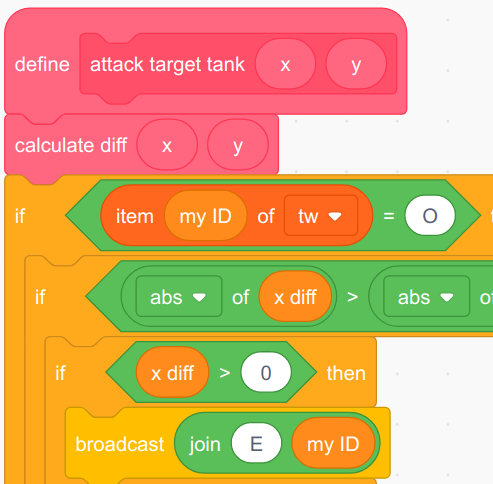 define attack target tank x y
calculate diff x y
if item my ID of tw = O
if abs of x diff > abs
if x diff > 0 then
broadcast join E my ID